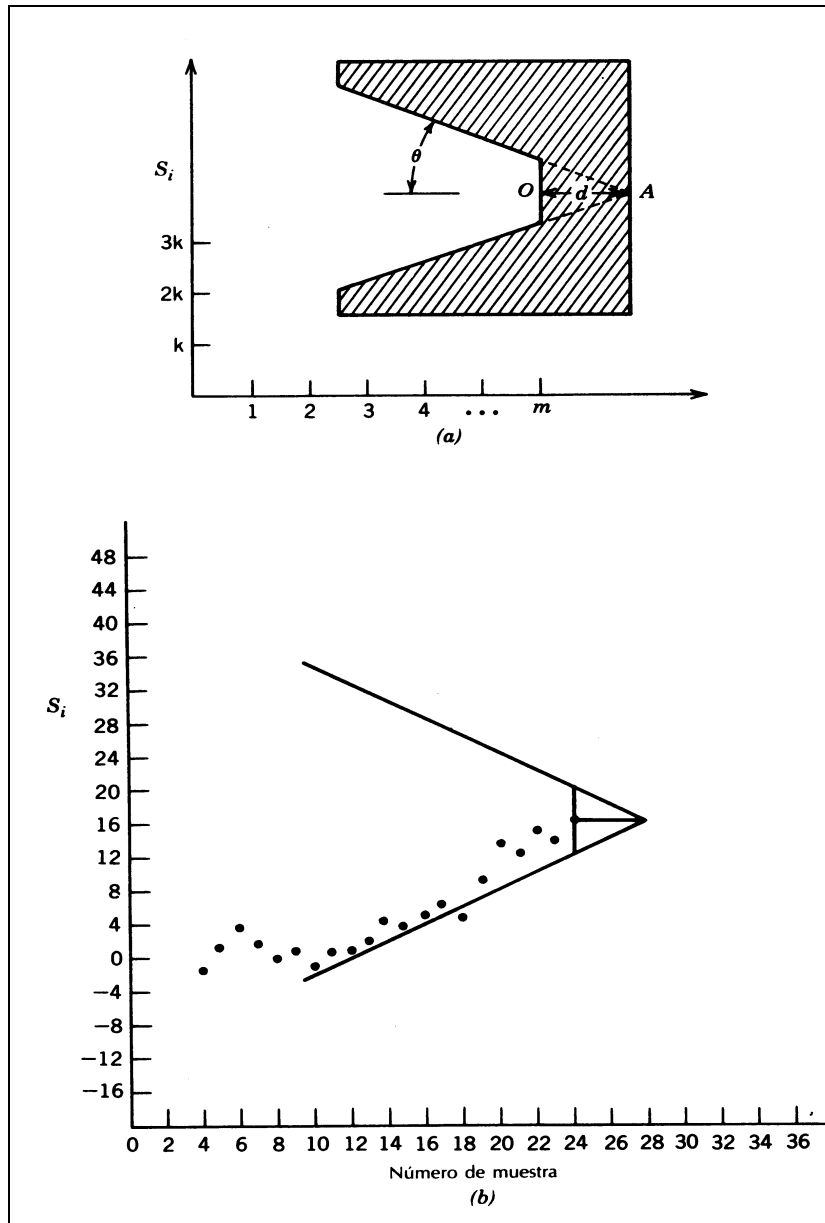 S_i
θ
O
d
A
3k
2k
k
1 2 3 4 ... m
(a)
48
44
40
36
32
S_i
28
24
20
16
12
8
4
0
−4
−8
−12
−16
0 2 4 6 8 10 12 14 16 18 20 22 24 26 28 30 32 34 36
Número de muestra
(b)